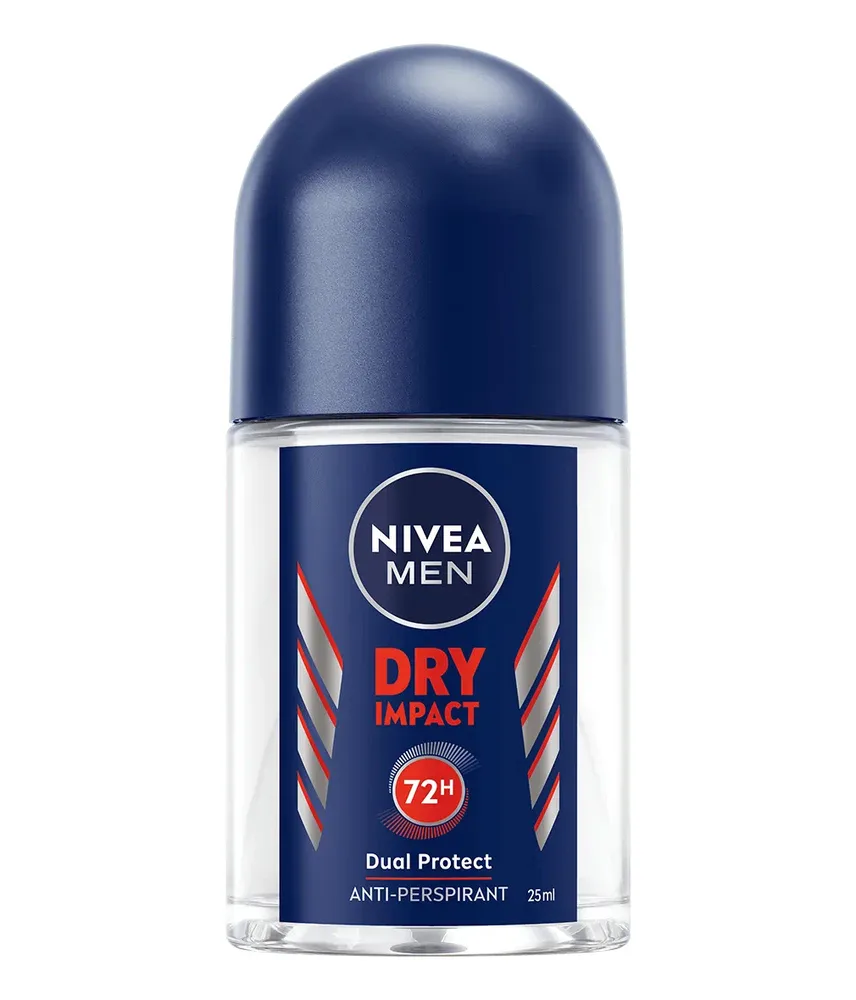 NIVEA
MEN
DRY
IMPACT
72H
Dual Protect
ANTI-PERSPIRANT 25ml